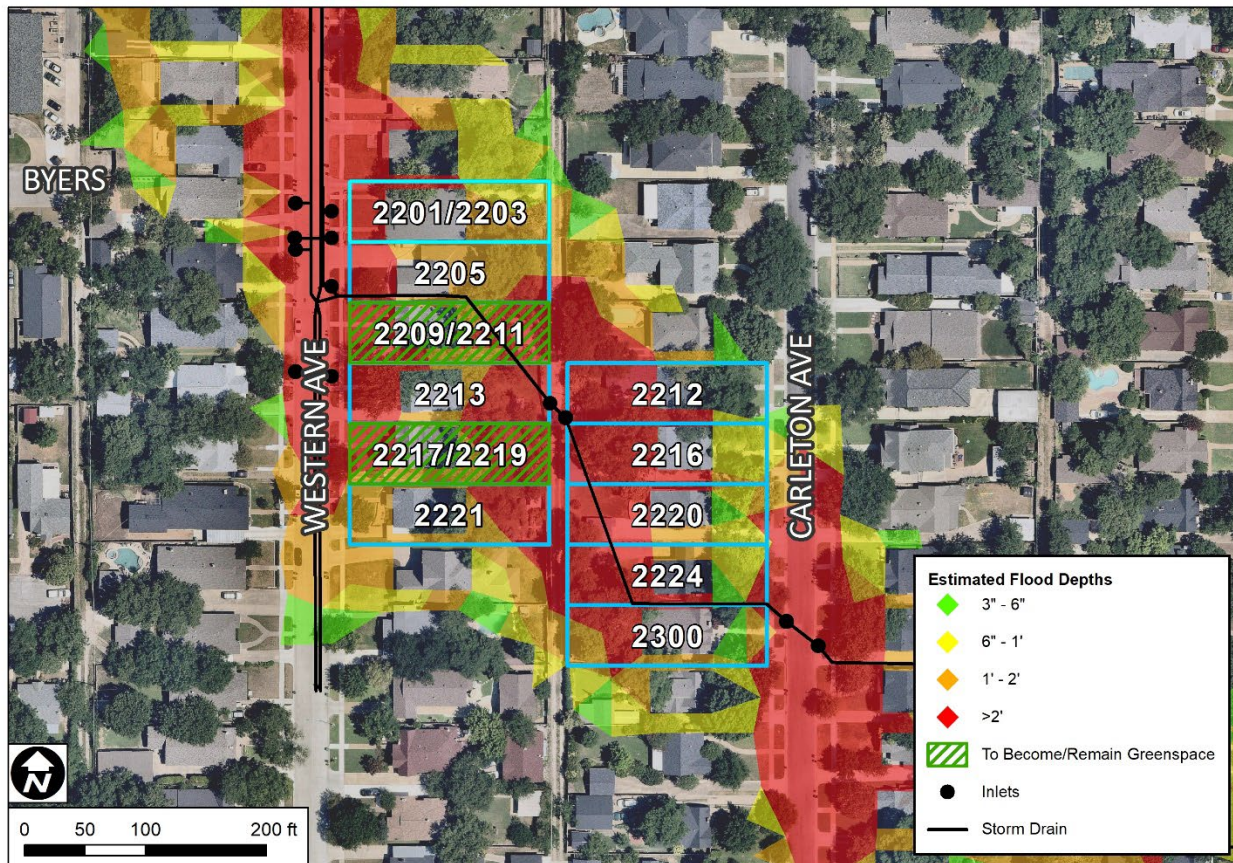 BYERS
WESTERN AVE
CARLETON AVE
2201/2203
2205
2209/2211
2213
2217/2219
2221
2212
2216
2220
2224
2300
Estimated Flood Depths
3" - 6"
6" - 1'
1' - 2'
>2'
To Become/Remain Greenspace
Inlets
Storm Drain
N
0 50 100 200 ft